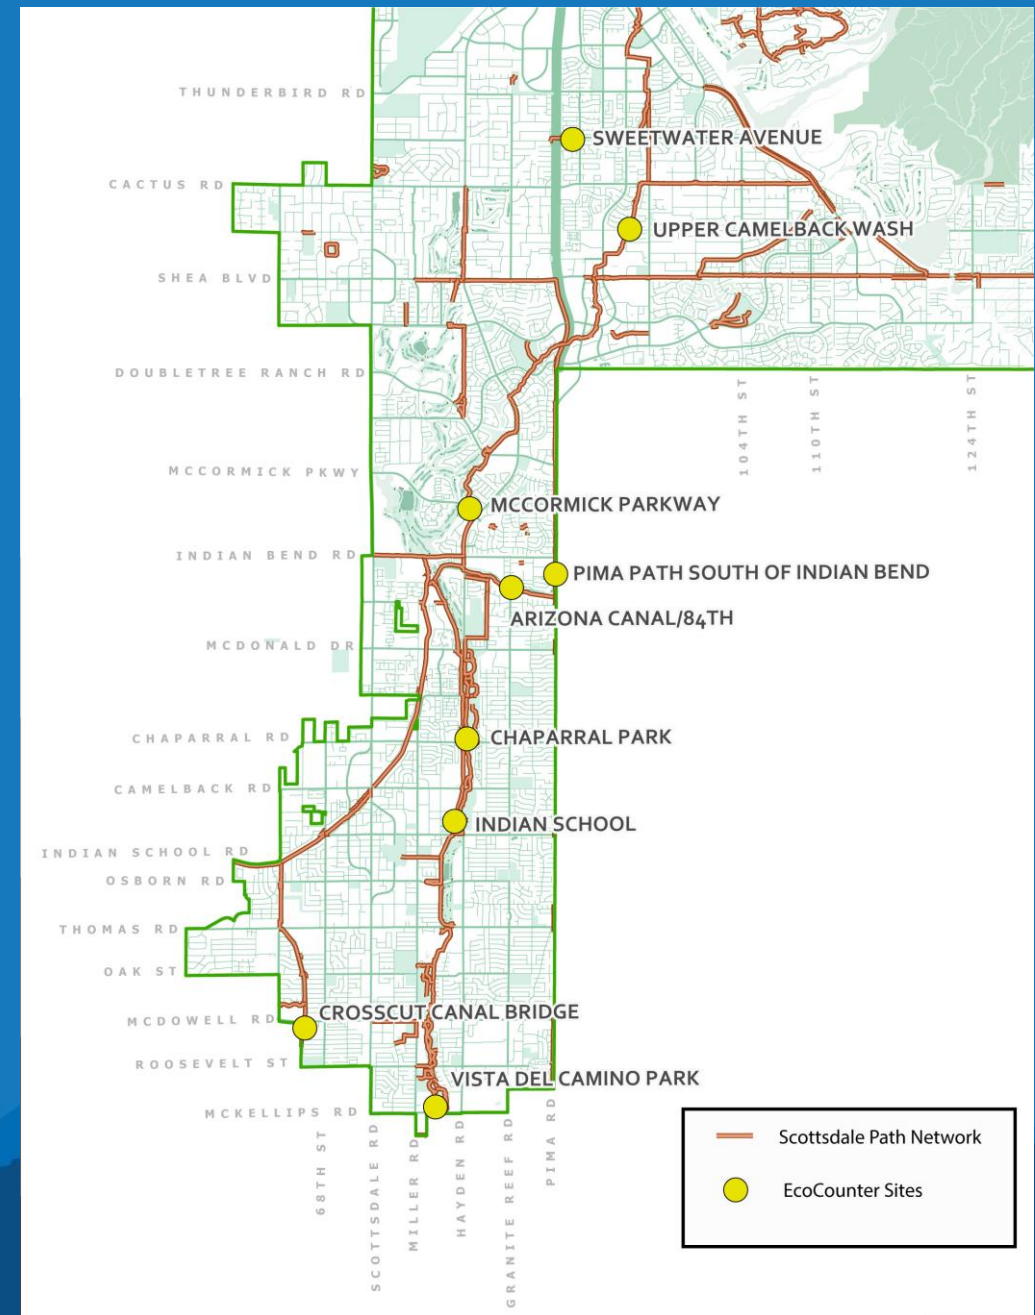 THUNDERBIRD RD
SWEETWATER AVENUE
CACTUS RD
UPPER CAMELBACK WASH
SHEA BLVD
DOUBLETREE RANCH RD
104TH ST
110TH ST
124TH ST
MCCORMICK PKWY
MCCORMICK PARKWAY
INDIAN BEND RD
PIMA PATH SOUTH OF INDIAN BEND
ARIZONA CANAL/84TH
MCDONALD DR
CHAPARRAL RD
CHAPARRAL PARK
CAMELBACK RD
INDIAN SCHOOL
INDIAN SCHOOL RD
OSBORN RD
THOMAS RD
OAK ST
CROSSCUT CANAL BRIDGE
MCDOWELL RD
ROOSEVELT ST
VISTA DEL CAMINO PARK
MCKELLIPS RD
68TH ST
SCOTTSDALE RD
MILLER RD
HAYDEN RD
GRANITE REEF RD
PIMA RD
Scottsdale Path Network
EcoCounter Sites